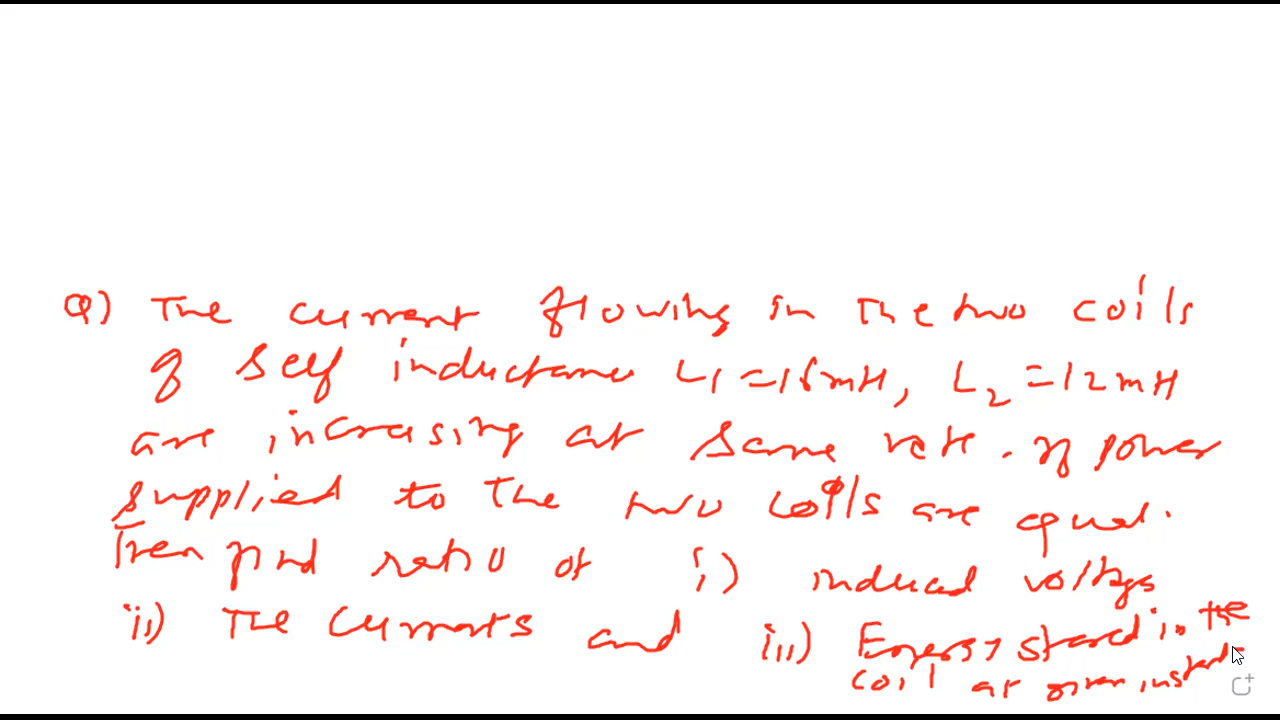 Q) The current flowing in the two coils
of self inductance L1 = 16mH, L2 = 12mH
are increasing at same rate. If power
supplied to the two coils are equal.
Then find ratio of i) induced voltage
ii) The currents and iii) Energy stored in the
coil at given instant